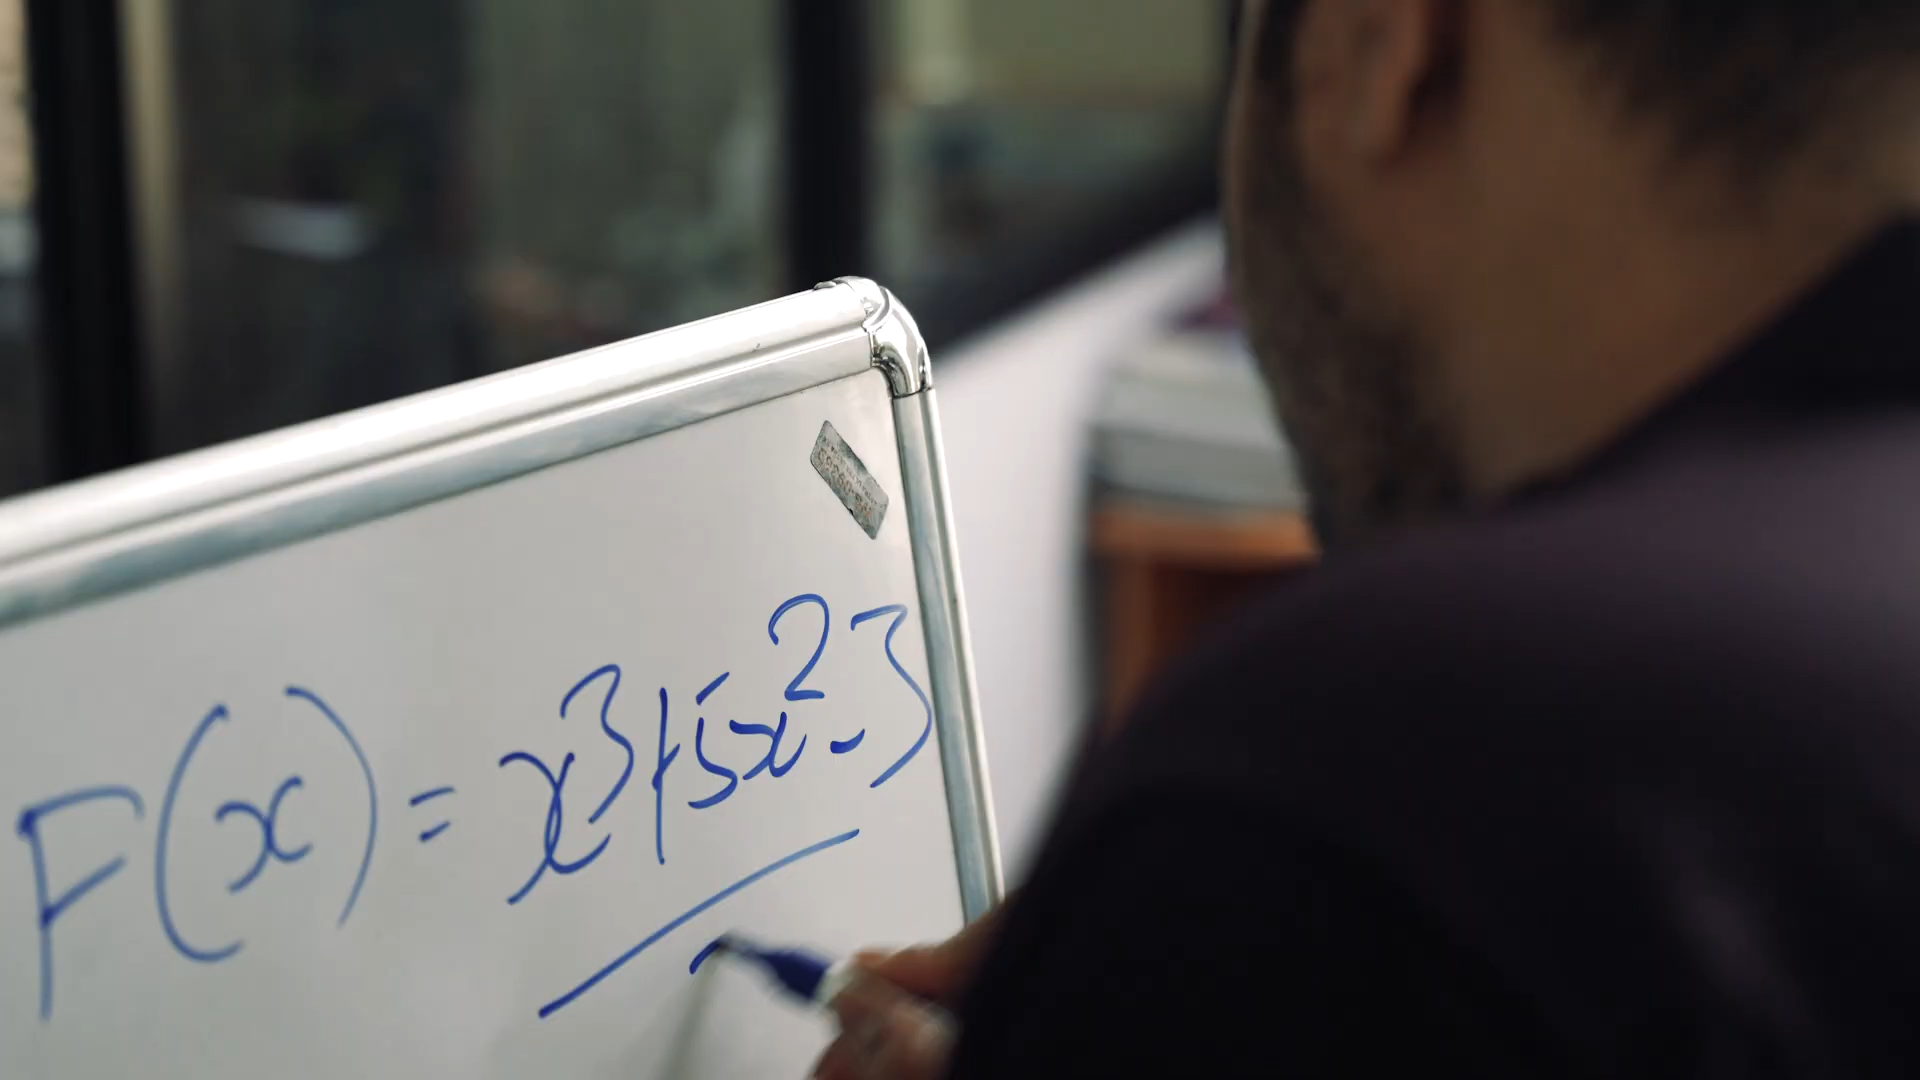 F(x) = x³+5x²-3